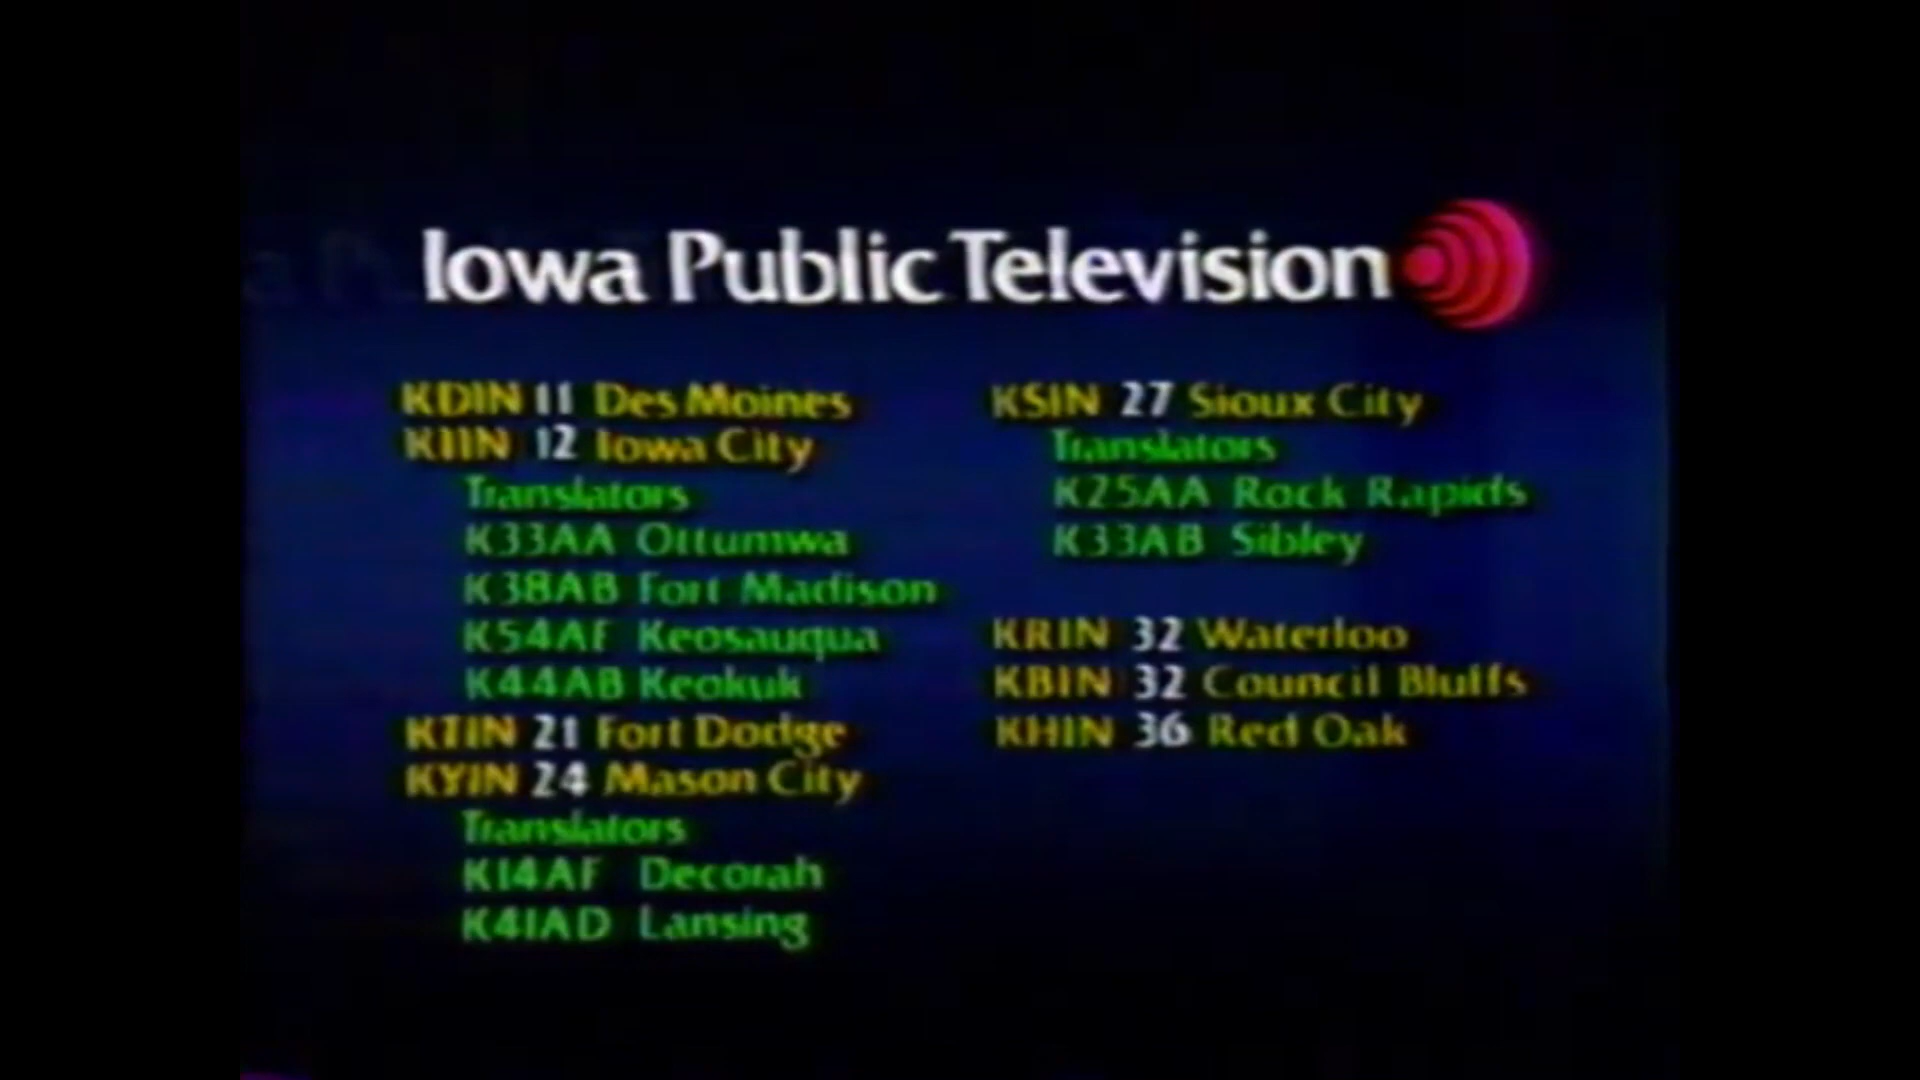 Iowa Public Television
KDIN 11 Des Moines
KIIN 12 Iowa City
Translators
K33AA Ottumwa
K38AB Fort Madison
K54AF Keosauqua
K44AB Keokuk
KTIN 21 Fort Dodge
KYIN 24 Mason City
Translators
K14AF Decorah
K41AD Lansing
KSIN 27 Sioux City
Translators
K25AA Rock Rapids
K33AB Sibley
KRIN 32 Waterloo
KBIN 32 Council Bluffs
KHIN 36 Red Oak